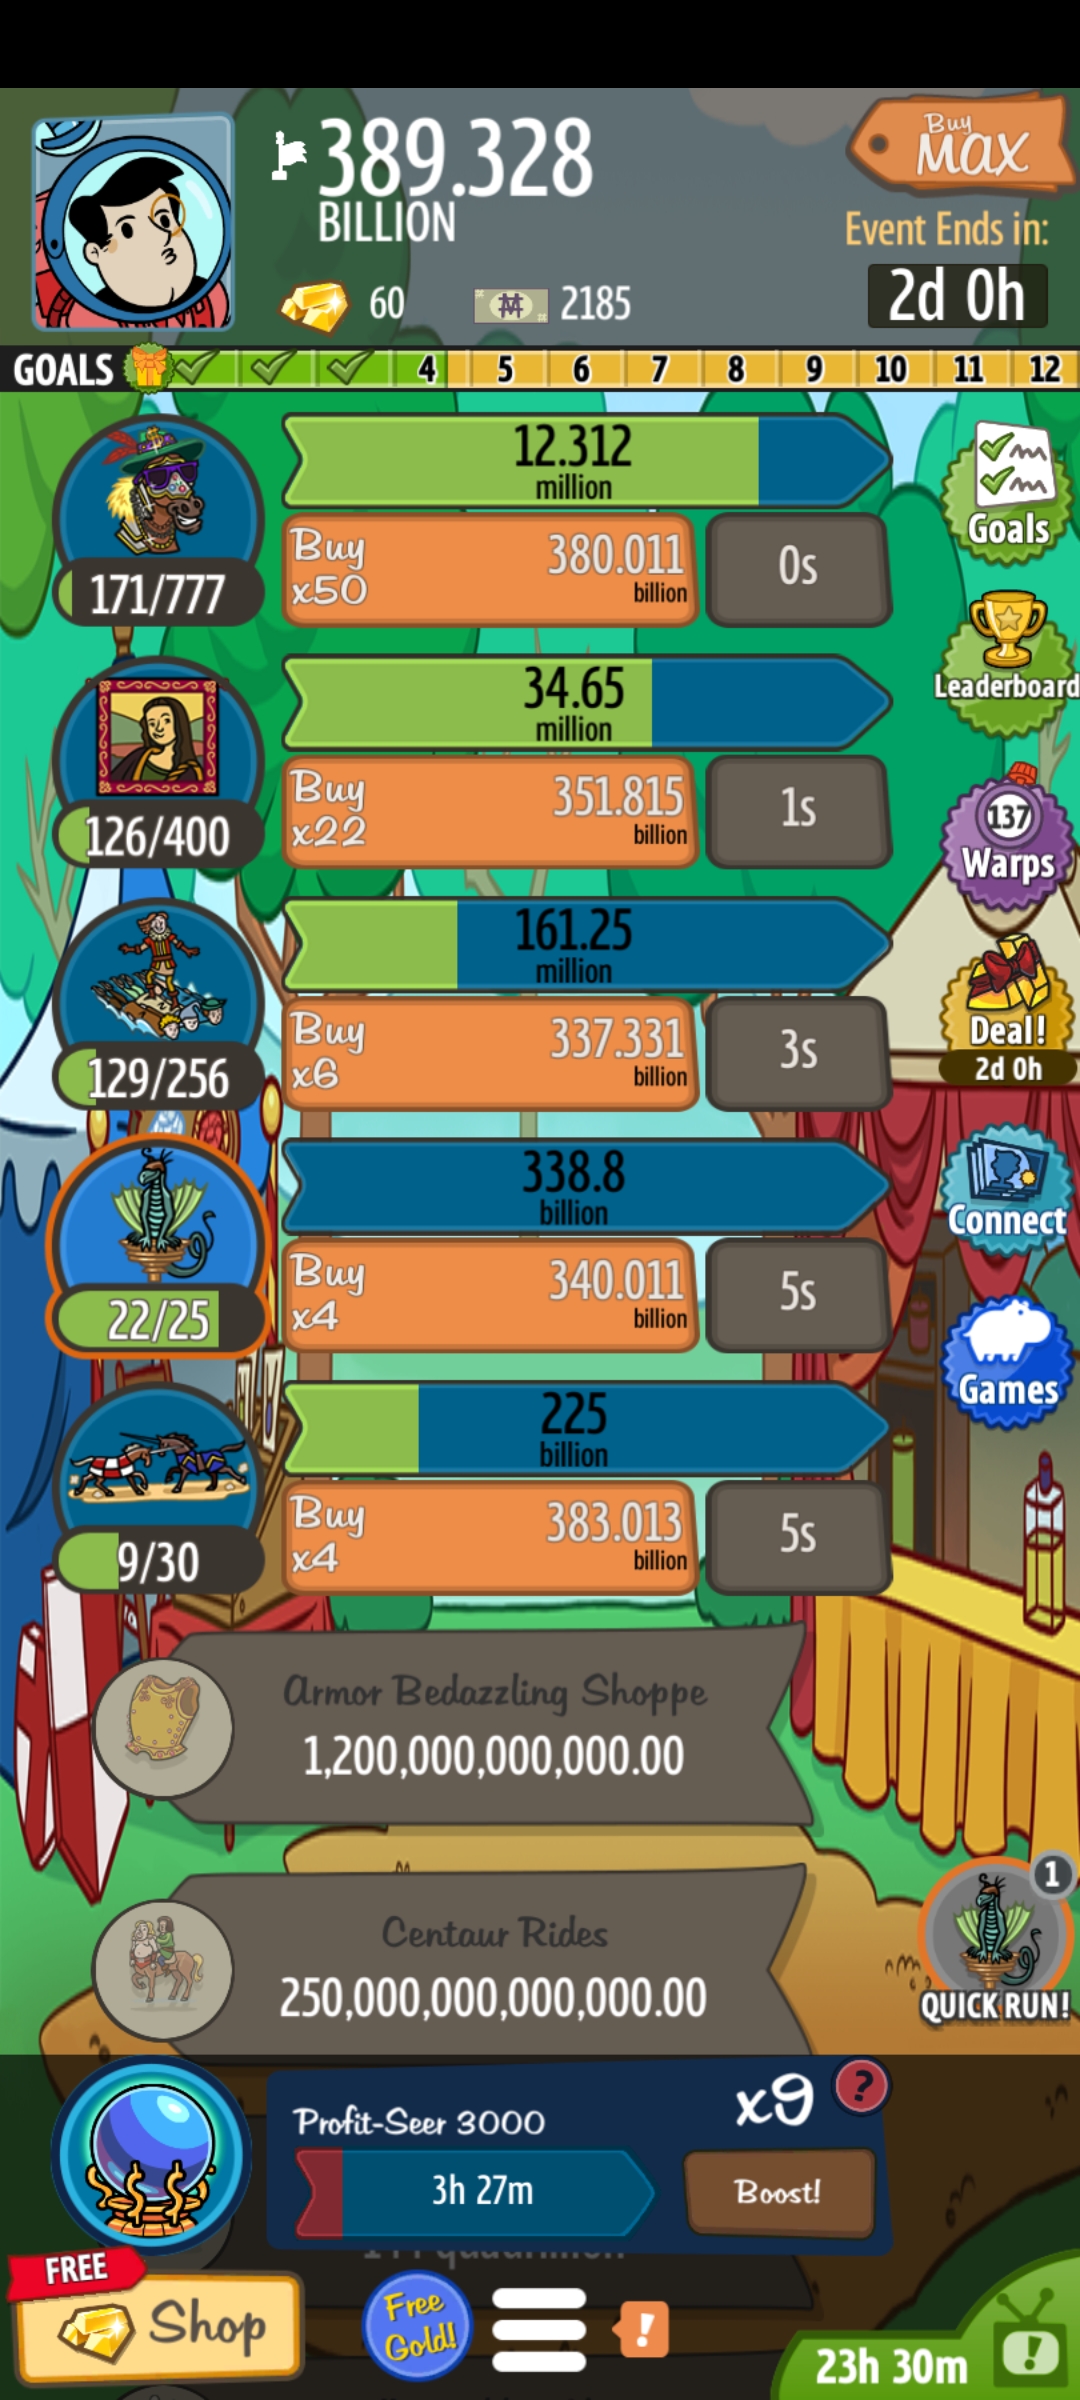 389.328
BILLION
Buy
MAX
Event Ends in:
2d 0h
60
2185
GOALS 4 5 6 7 8 9 10 11 12
12.312
million
Buy
x50
380.011
billion
0s
171/777
Goals
34.65
million
Leaderboard
Buy
x22
351.815
billion
1s
126/400
137
Warps
161.25
million
Buy
x6
337.331
billion
3s
129/256
Deal!
2d 0h
338.8
billion
Buy
x4
340.011
billion
5s
22/25
Connect
225
billion
Games
Buy
x4
383.013
billion
5s
9/30
Armor Bedazzling Shoppe
1,200,000,000,000.00
Centaur Rides
250,000,000,000,000.00
1
QUICK RUN!
Profit-Seer 3000
x9
?
3h 27m
Boost!
FREE
Shop
Free
Gold!
!
23h 30m
!